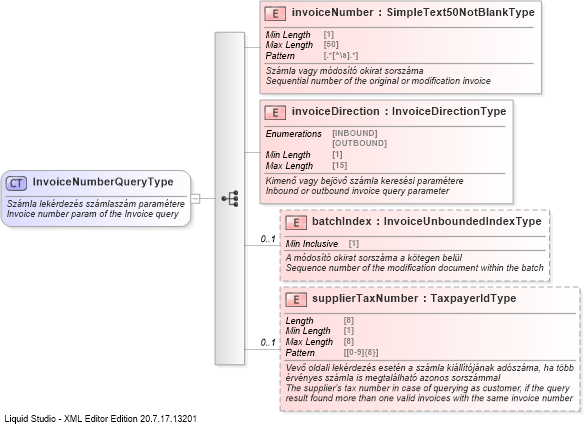 E invoiceNumber : SimpleText50NotBlankType
Min Length [1]
Max Length [50]
Pattern [.*[^\s].*]
Számla vagy módosító okirat sorszáma
Sequential number of the original or modification invoice
E invoiceDirection : InvoiceDirectionType
Enumerations [INBOUND]
[OUTBOUND]
Min Length [1]
Max Length [15]
Kimenő vagy bejövő számla keresési paramétere
Inbound or outbound invoice query parameter
CT InvoiceNumberQueryType
Számla lekérdezés számlaszám paramétere
Invoice number param of the Invoice query
0..1
E batchIndex : InvoiceUnboundedIndexType
Min Inclusive [1]
A módosító okirat sorszáma a kötegen belül
Sequence number of the modification document within the batch
0..1
E supplierTaxNumber : TaxpayerIdType
Length [8]
Min Length [1]
Max Length [8]
Pattern [[0-9]{8}]
Vevő oldali lekérdezés esetén a számla kiállítójának adószáma, ha több
érvényes számla is megtalálható azonos sorszámmal
The supplier's tax number in case of querying as customer, if the query
result found more than one valid invoices with the same invoice number
Liquid Studio - XML Editor Edition 20.7.17.13201